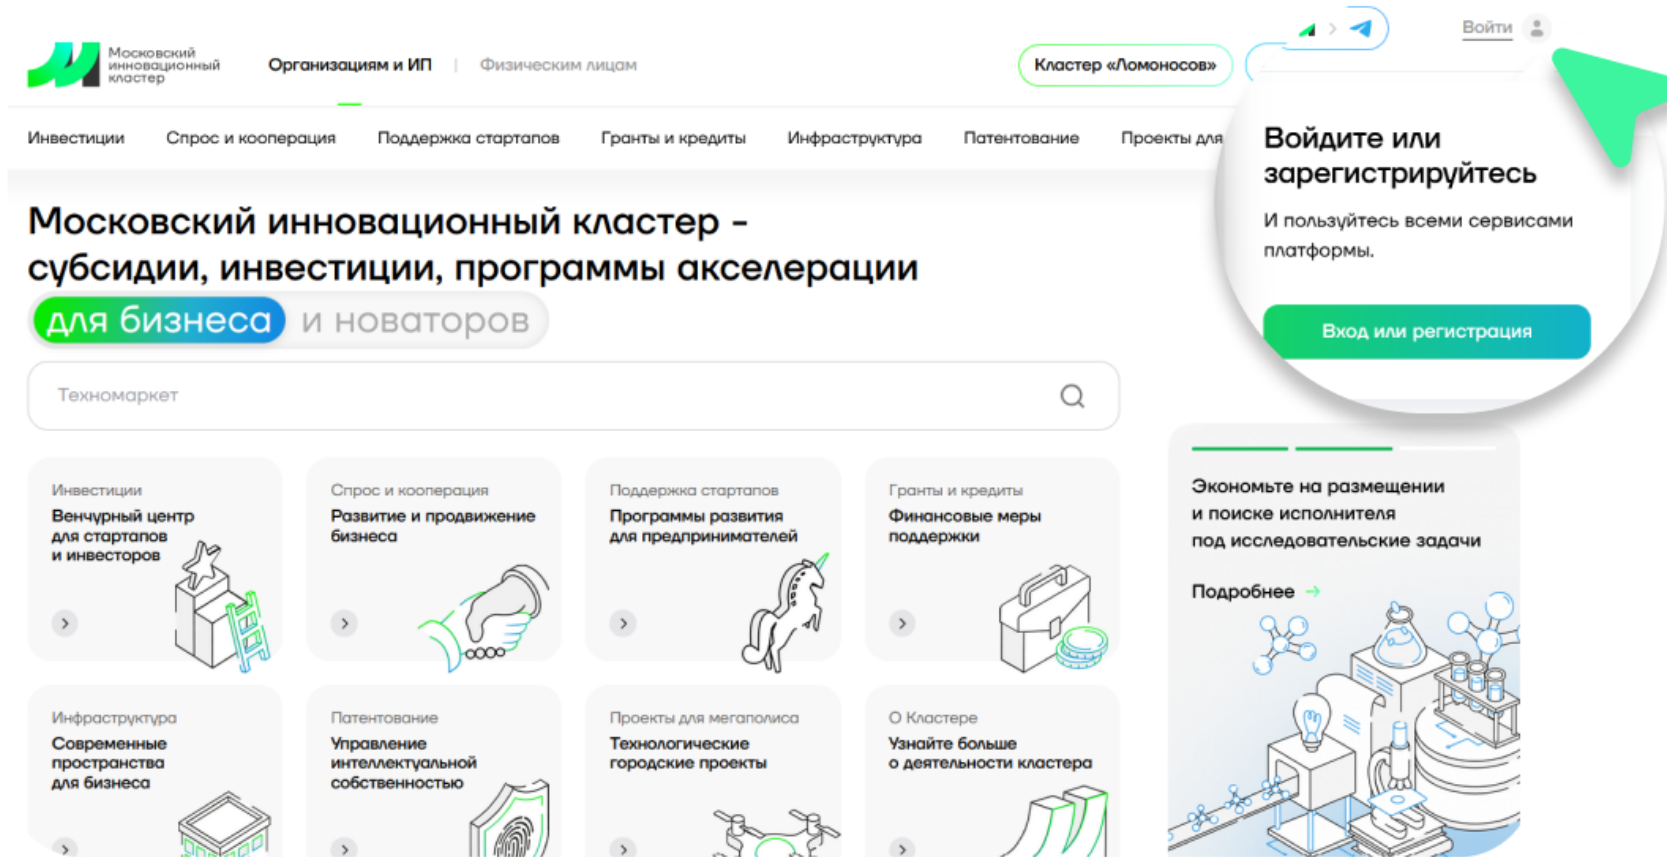 Московский
инновационный
кластер
Организациям и ИП
Физическим лицам
Кластер «Ломоносов»
Войти
Инвестиции
Спрос и кооперация
Поддержка стартапов
Гранты и кредиты
Инфраструктура
Патентование
Проекты для
Войдите или
зарегистрируйтесь
И пользуйтесь всеми сервисами
платформы.
Вход или регистрация
Московский инновационный кластер –
субсидии, инвестиции, программы акселерации
для бизнеса и новаторов
Техномаркет
Инвестиции
Венчурный центр
для стартапов
и инвесторов
Спрос и кооперация
Развитие и продвижение
бизнеса
Поддержка стартапов
Программы развития
для предпринимателей
Гранты и кредиты
Финансовые меры
поддержки
Экономьте на размещении
и поиске исполнителя
под исследовательские задачи
Подробнее →
Инфраструктура
Современные
пространства
для бизнеса
Патентование
Управление
интеллектуальной
собственностью
Проекты для мегаполиса
Технологические
городские проекты
О Кластере
Узнайте больше
о деятельности кластера